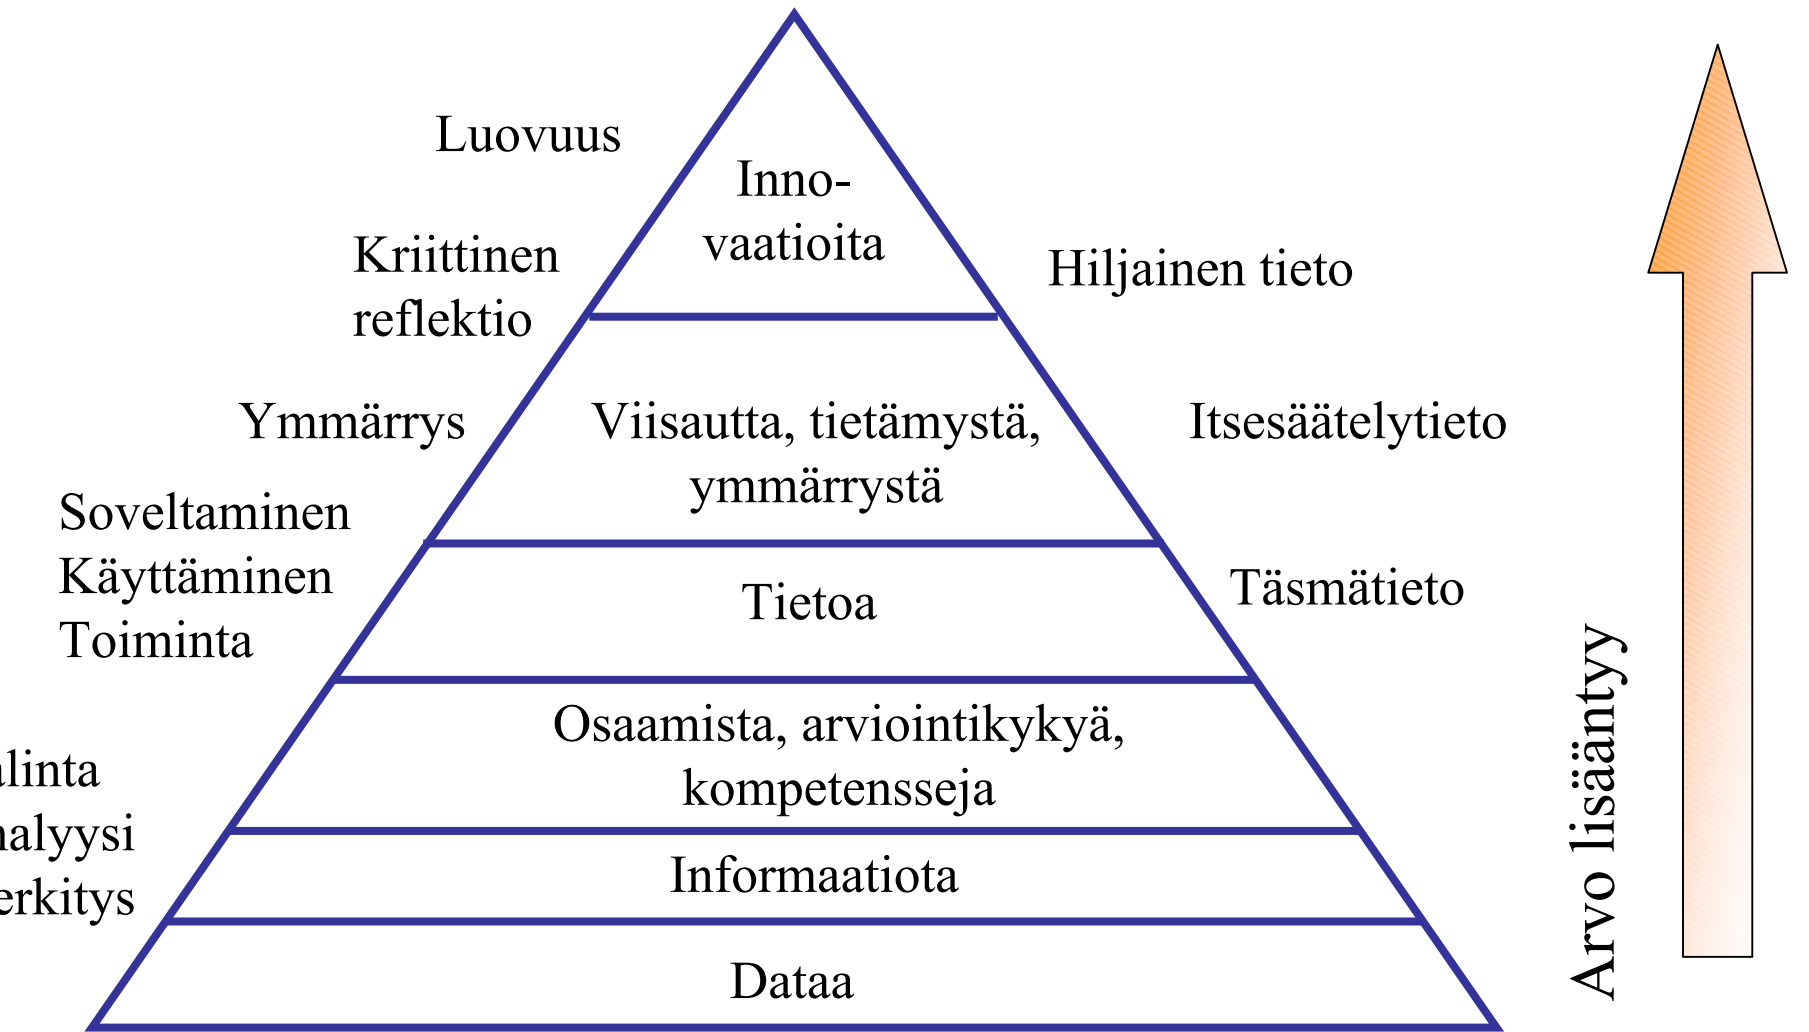 Luovuus
Inno-
vaatioita
Kriittinen
reflektio
Hiljainen tieto
Ymmärrys
Viisautta, tietämystä,
ymmärrystä
Itsesäätelytieto
Soveltaminen
Käyttäminen
Toiminta
Tietoa
Täsmätieto
Osaamista, arviointikykyä,
kompetensseja
Informaatiota
Dataa
Arvo lisääntyy